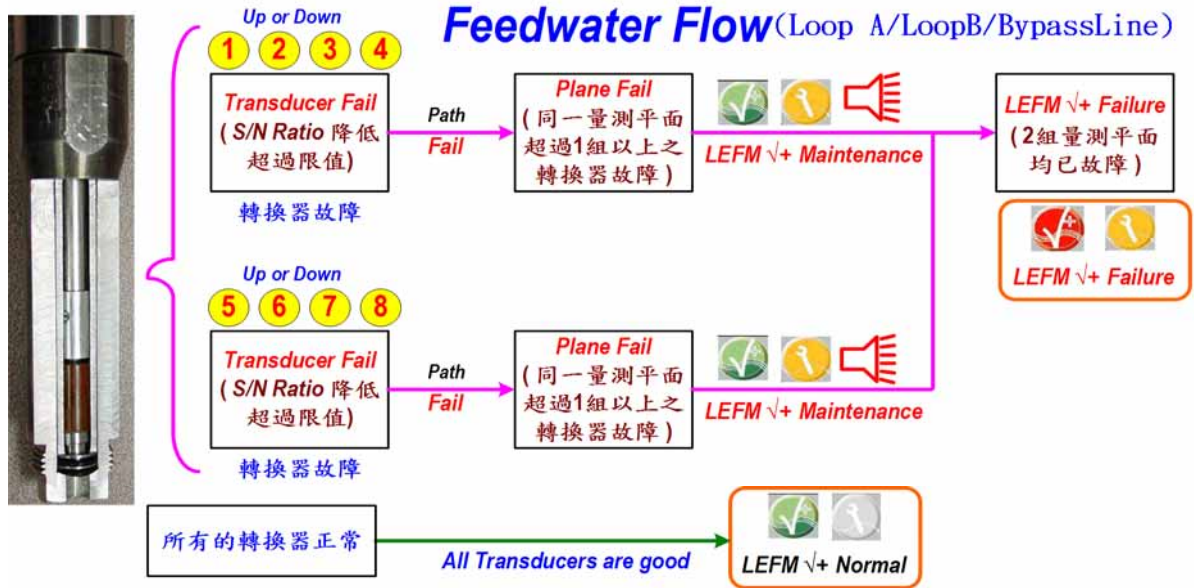 Feedwater Flow (Loop A/LoopB/BypassLine)
Up or Down
1 2 3 4
Transducer Fail
( S/N Ratio 降低
超過限值)
轉換器故障
Path
Fail
Plane Fail
( 同一量測平面
超過1組以上之
轉換器故障 )
LEFM √+ Maintenance
LEFM √+ Failure
(2組量測平面
均已故障 )
LEFM √+ Failure
Up or Down
5 6 7 8
Transducer Fail
( S/N Ratio 降低
超過限值)
轉換器故障
Path
Fail
Plane Fail
( 同一量測平面
超過1組以上之
轉換器故障 )
LEFM √+ Maintenance
所有的轉換器正常
All Transducers are good
LEFM √+ Normal